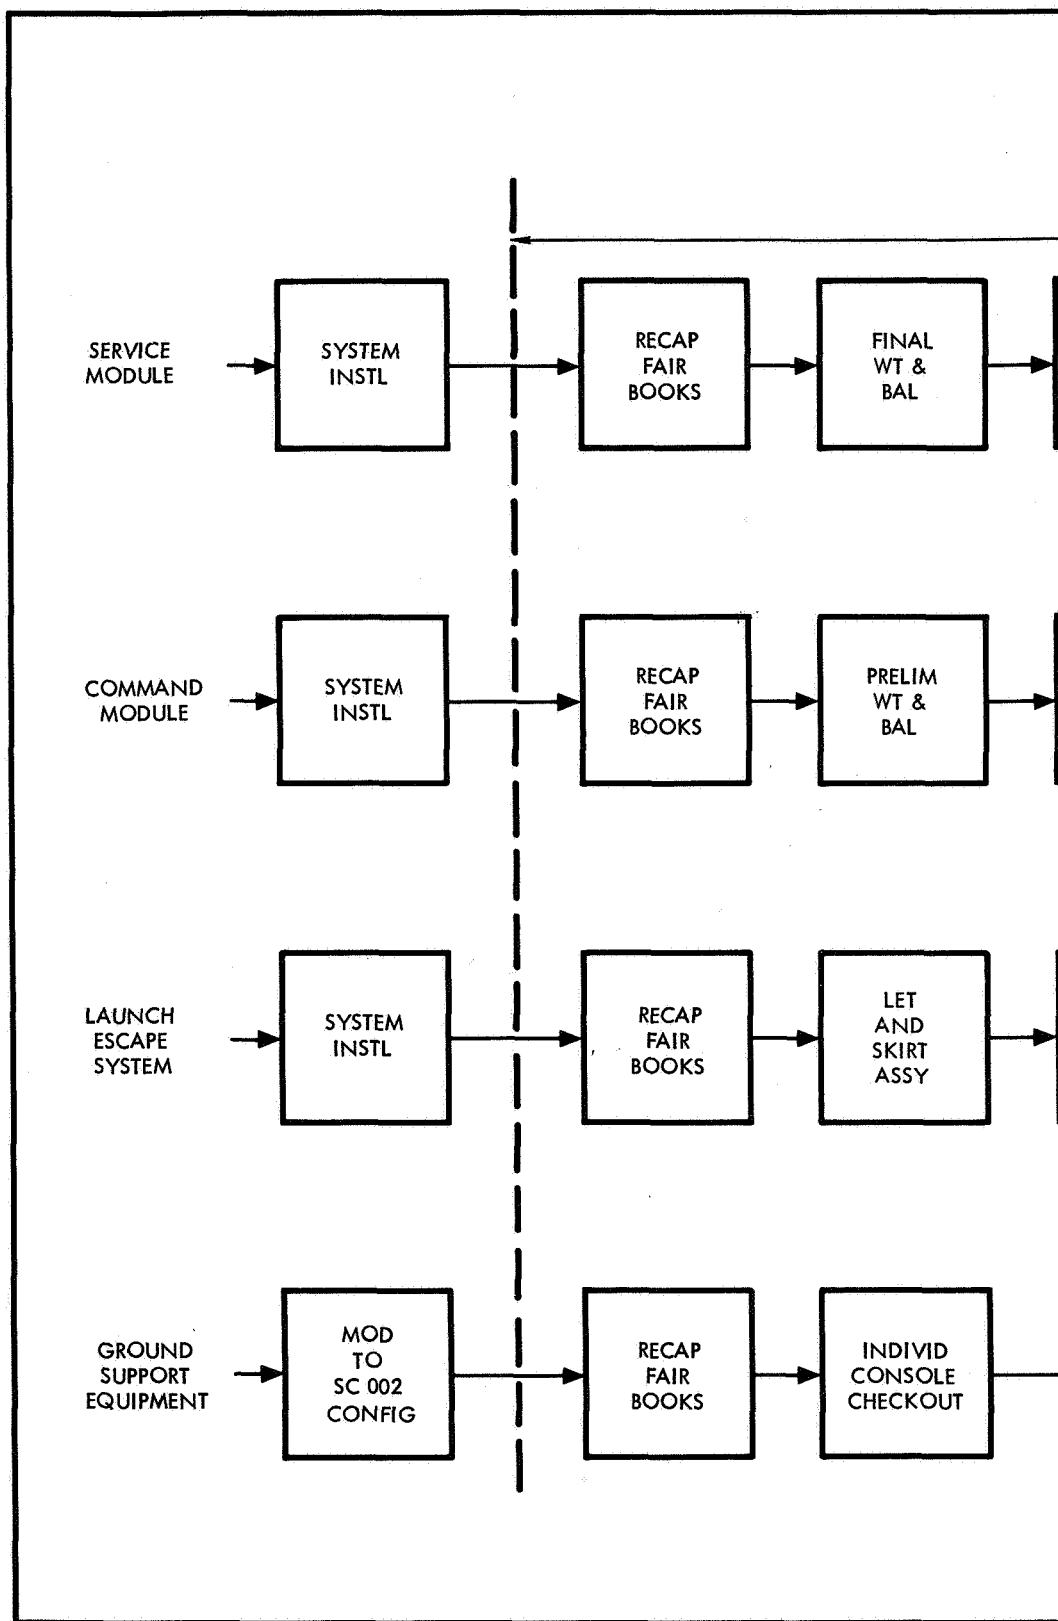 SERVICE
MODULE
SYSTEM
INSTL
RECAP
FAIR
BOOKS
FINAL
WT &
BAL
COMMAND
MODULE
SYSTEM
INSTL
RECAP
FAIR
BOOKS
PRELIM
WT &
BAL
LAUNCH
ESCAPE
SYSTEM
SYSTEM
INSTL
RECAP
FAIR
BOOKS
LET
AND
SKIRT
ASSY
GROUND
SUPPORT
EQUIPMENT
MOD
TO
SC 002
CONFIG
RECAP
FAIR
BOOKS
INDIVID
CONSOLE
CHECKOUT